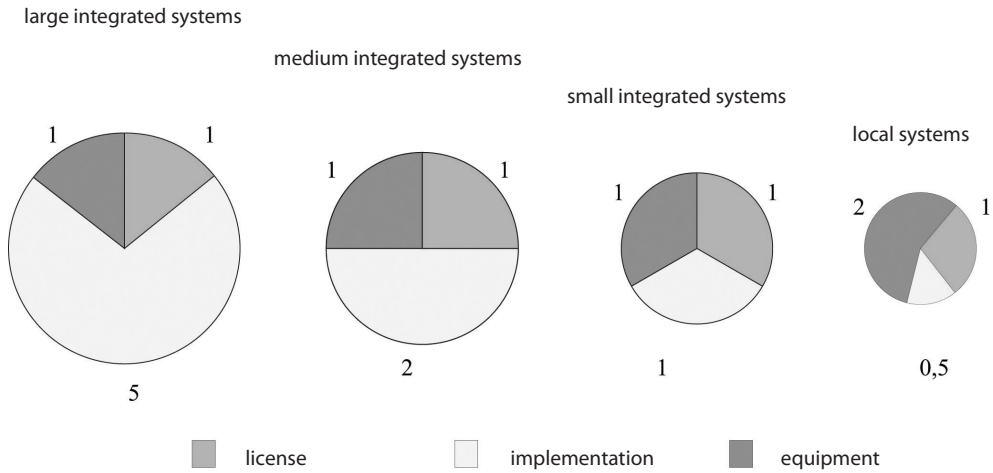 large integrated systems
medium integrated systems
small integrated systems
local systems
1 1
1 1
1 1
2 1
5
2
1
0,5
license implementation equipment